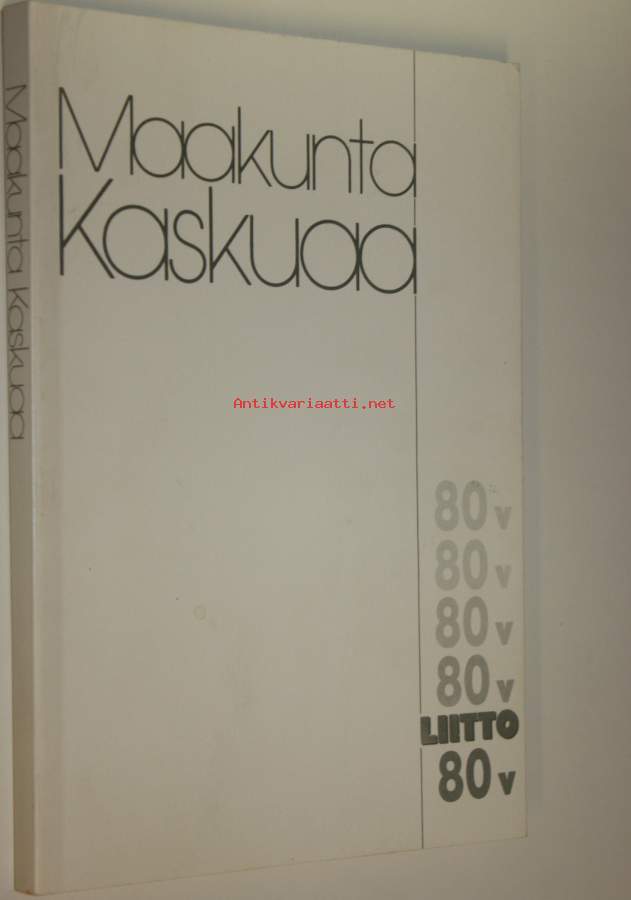 Maakunta
Kaskuaa
Maakunta Kaskuaa
Antikvariaatti.net
80 v
80 v
80 v
80 v
LIITTO
80 v